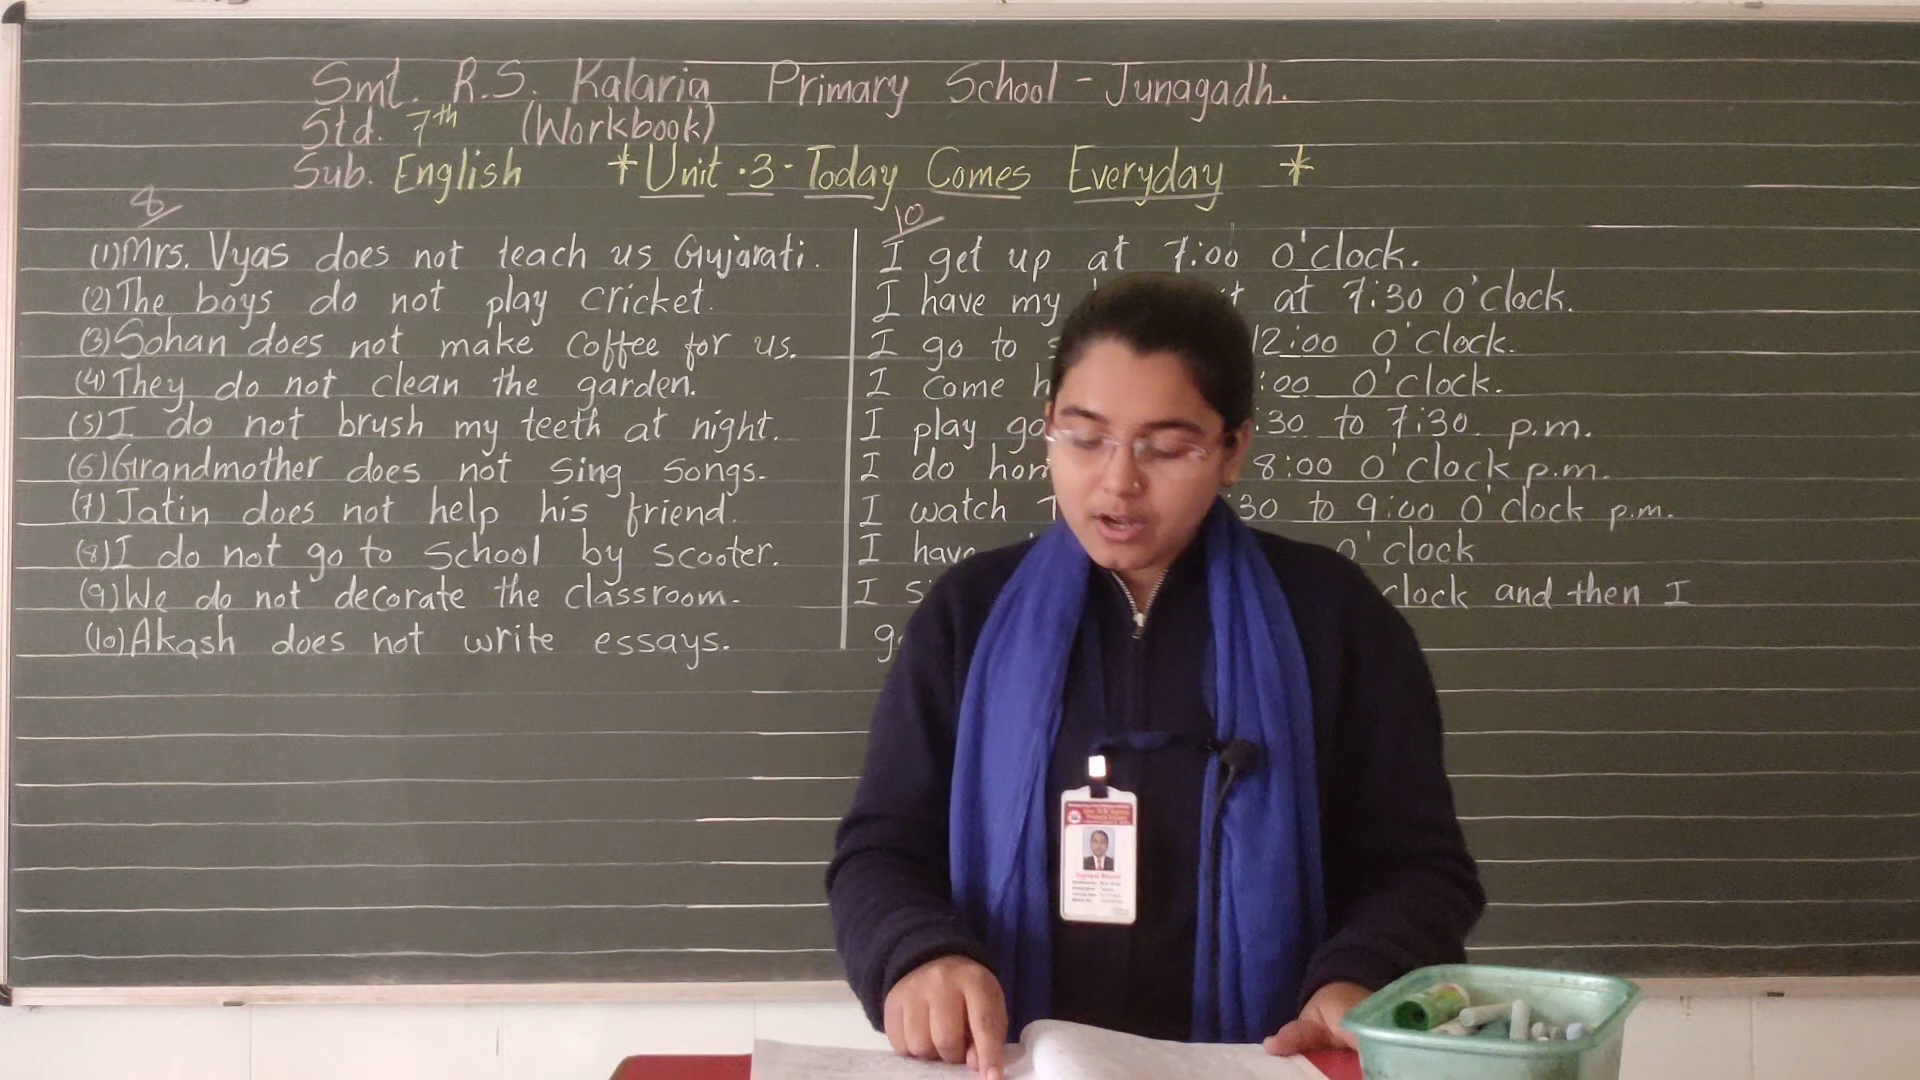 Smt. R.S. Kalaria Primary School - Junagadh.
Std. 7th (Workbook)
Sub. English * Unit.3 - Today Comes Everyday *
8
(1) Mrs. Vyas does not teach us Gujarati.
(2) The boys do not play cricket.
(3) Sohan does not make coffee for us.
(4) They do not clean the garden.
(5) I do not brush my teeth at night.
(6) Grandmother does not sing songs.
(7) Jatin does not help his friend.
(8) I do not go to school by scooter.
(9) We do not decorate the classroom.
(10) Akash does not write essays.
10
I get up at 7:00 o'clock.
I have my at 7:30 o'clock.
I go to 12:00 o'clock.
I come :00 o'clock.
I play :30 to 7:30 p.m.
I do 8:00 o'clock p.m.
I watch :30 to 9:00 o'clock p.m.
I have o'clock
I and then I